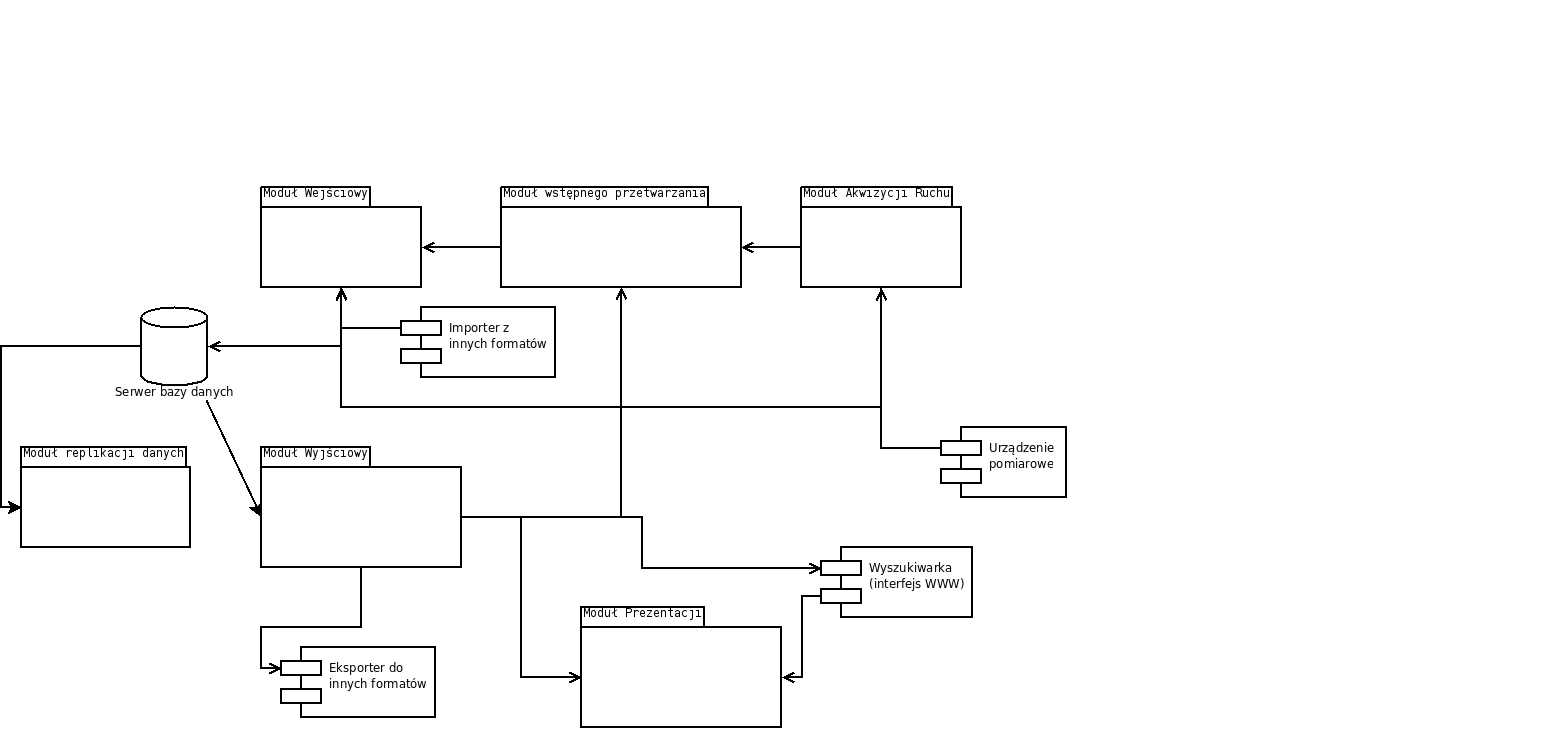 Moduł Wejściowy
Moduł wstępnego przetwarzania
Moduł Akwizycji Ruchu
Importer z
innych formatów
Serwer bazy danych
Moduł replikacji danych
Moduł Wyjściowy
Urządzenie
pomiarowe
Wyszukiwarka
(interfejs WWW)
Moduł Prezentacji
Eksporter do
innych formatów